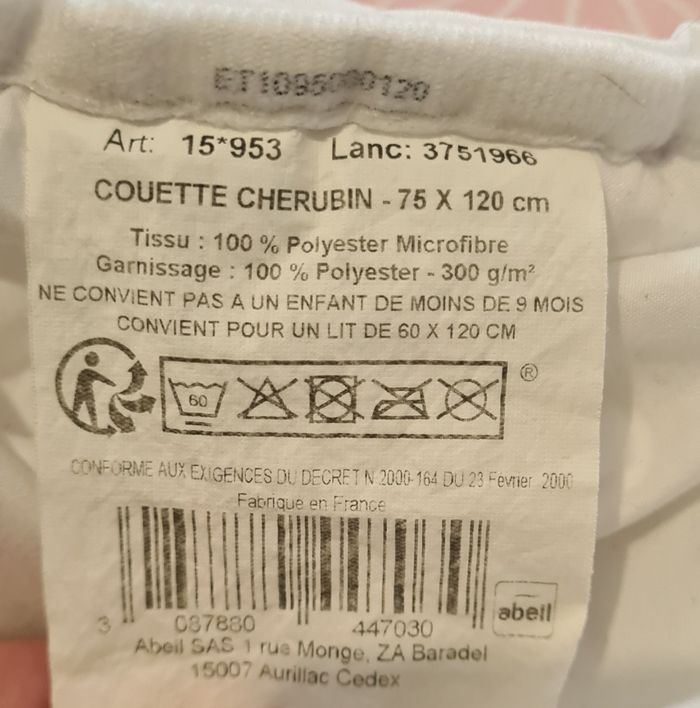 Art: 15*953 Lanc: 3751966
COUETTE CHERUBIN - 75 X 120 cm
Tissu : 100 % Polyester Microfibre
Garnissage : 100 % Polyester - 300 g/m²
NE CONVIENT PAS A UN ENFANT DE MOINS DE 9 MOIS
CONVIENT POUR UN LIT DE 60 X 120 CM
60 ®
CONFORME AUX EXIGENCES DU DECRET N 2000-164 DU 23 Février 2000
Fabriqué en France
3 087880 447030
abeil
Abeil SAS 1 rue Monge, ZA Baradel
15007 Aurillac Cedex